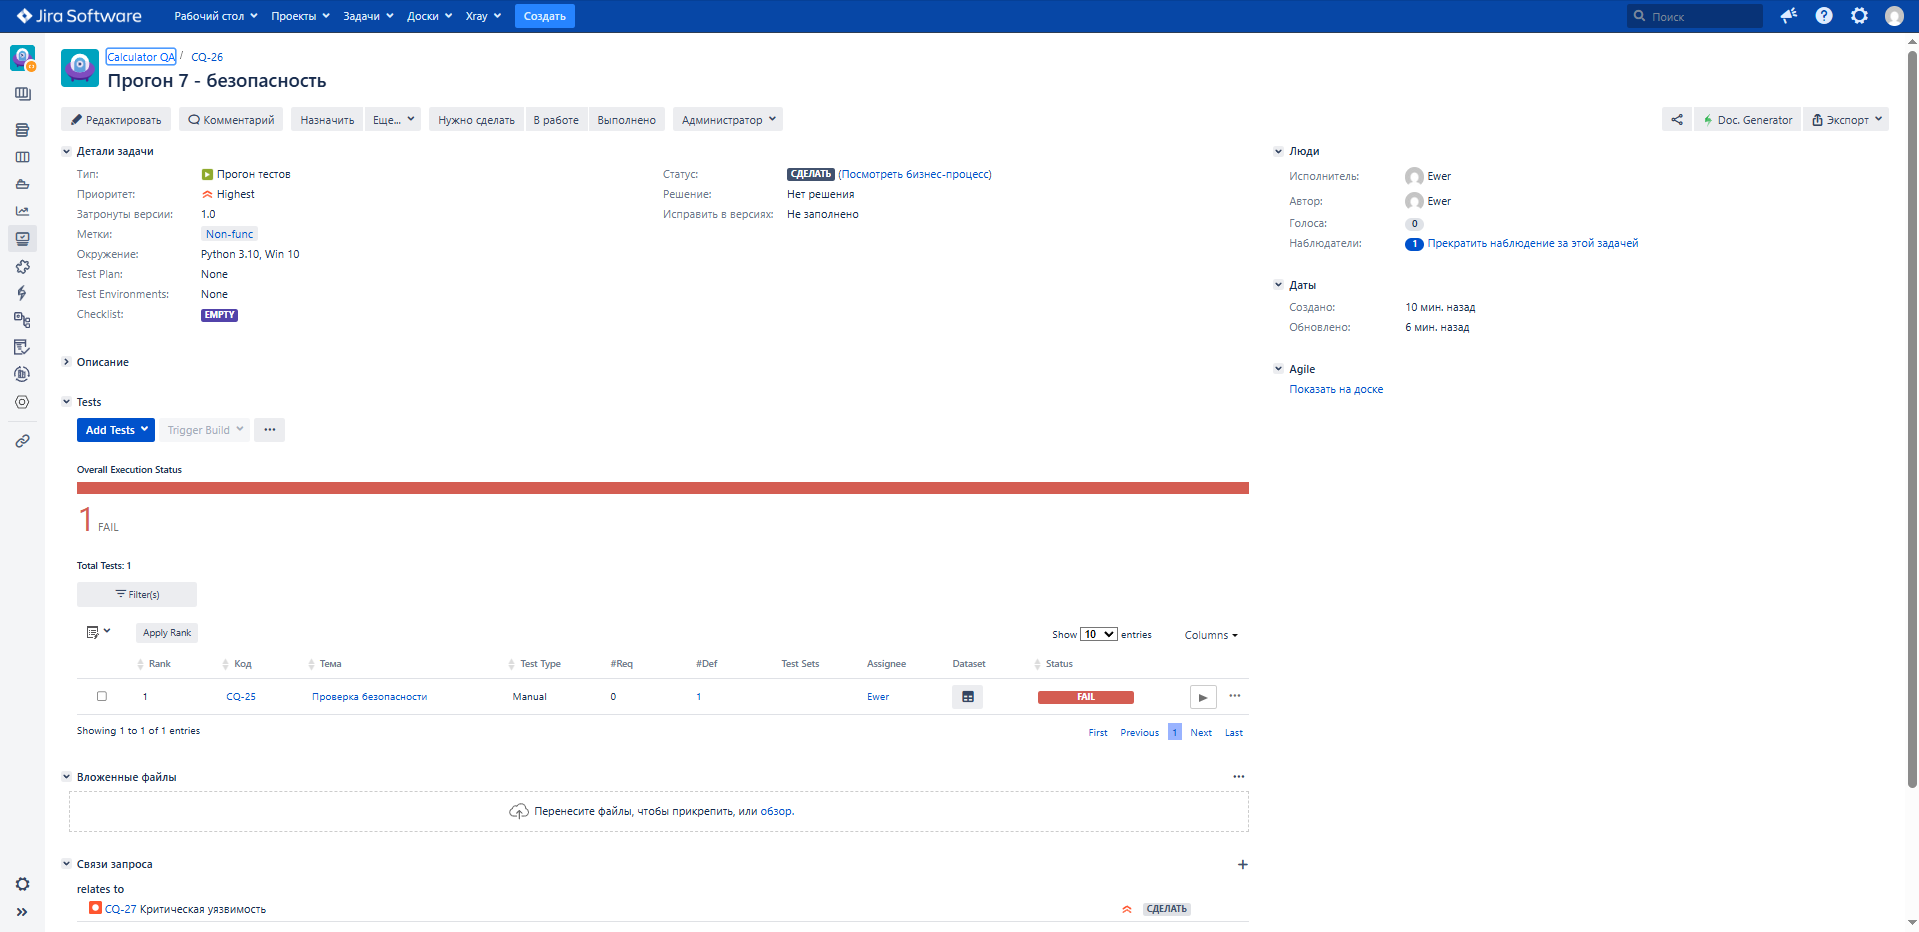 Jira Software Рабочий стол Проекты Задачи Доски Xray Создать Поиск
Calculator QA / CQ-26
Прогон 7 - безопасность
Редактировать Комментарий Назначить Еще... Нужно сделать В работе Выполнено Администратор Doc. Generator Экспорт
Детали задачи
Тип: Прогон тестов
Приоритет: Highest
Затронуты версии: 1.0
Метки: Non-func
Окружение: Python 3.10, Win 10
Test Plan: None
Test Environments: None
Checklist: EMPTY
Статус: СДЕЛАТЬ (Посмотреть бизнес-процесс)
Решение: Нет решения
Исправить в версиях: Не заполнено
Люди
Исполнитель: Ewer
Автор: Ewer
Голоса: 0
Наблюдатели: 1 Прекратить наблюдение за этой задачей
Даты
Создано: 10 мин. назад
Обновлено: 6 мин. назад
Agile
Показать на доске
Описание
Tests
Add Tests Trigger Build ...
Overall Execution Status
1 FAIL
Total Tests: 1
Filter(s)
Apply Rank Show 10 entries Columns
Rank Код Тема Test Type #Req #Def Test Sets Assignee Dataset Status
1 CQ-25 Проверка безопасности Manual 0 1 Ewer FAIL ...
Showing 1 to 1 of 1 entries First Previous 1 Next Last
Вложенные файлы ...
Перенесите файлы, чтобы прикрепить, или обзор.
Связи запроса +
relates to
CQ-27 Критическая уязвимость СДЕЛАТЬ